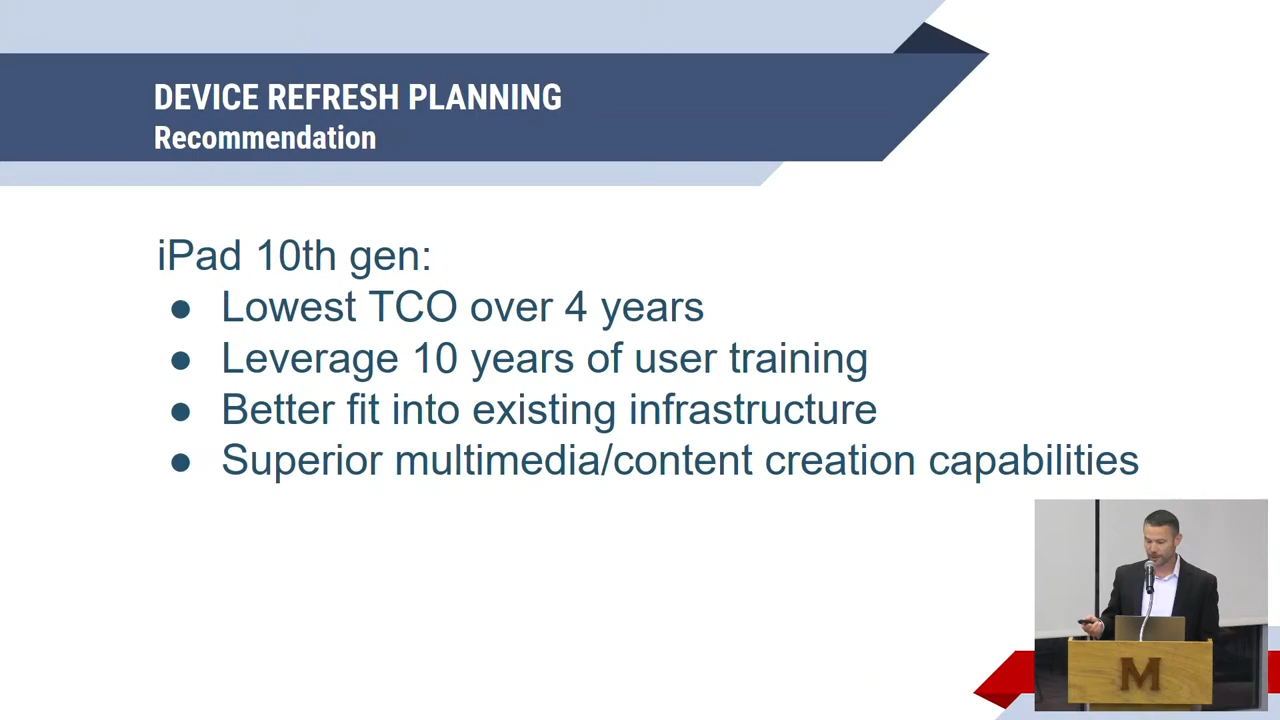 DEVICE REFRESH PLANNING
Recommendation
iPad 10th gen:
● Lowest TCO over 4 years
● Leverage 10 years of user training
● Better fit into existing infrastructure
● Superior multimedia/content creation capabilities
M